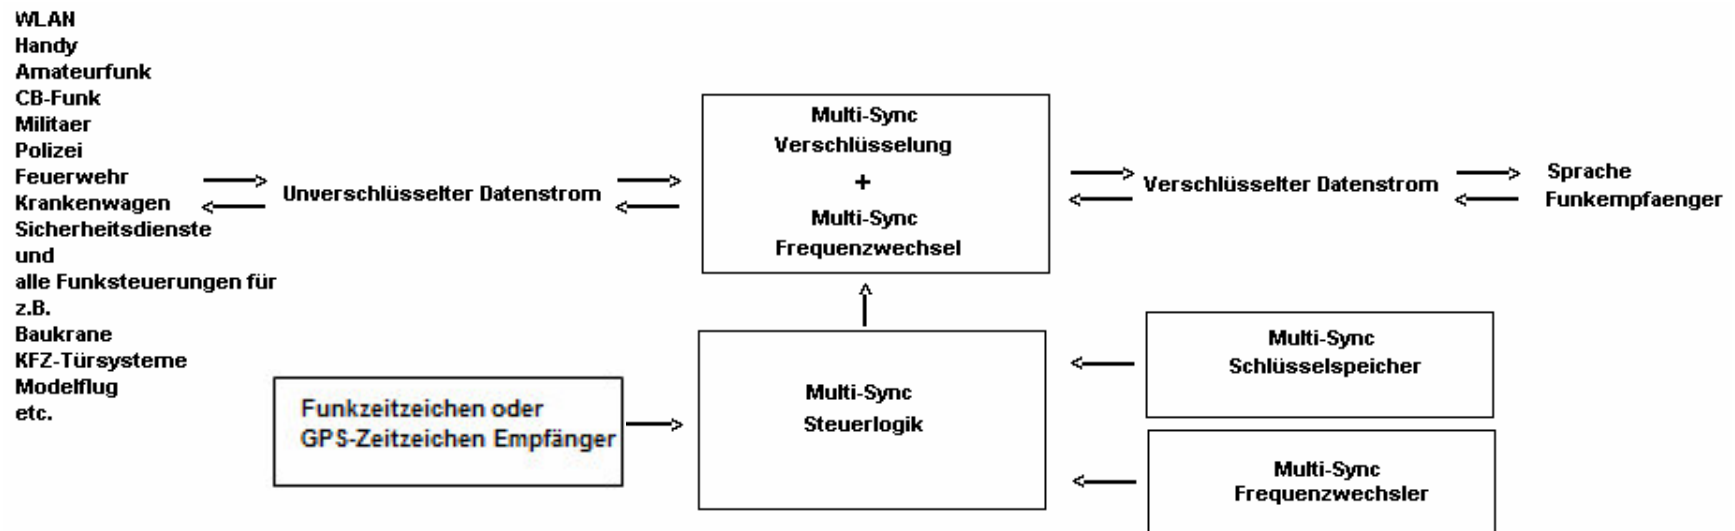 WLAN
Handy
Amateurfunk
CB-Funk
Militaer
Polizei
Feuerwehr
Krankenwagen
Sicherheitsdienste
und
alle Funksteuerungen für
z.B.
Baukrane
KFZ-Türsysteme
Modelflug
etc.
Unverschlüsselter Datenstrom
Multi-Sync
Verschlüsselung
+
Multi-Sync
Frequenzwechsel
Verschlüsselter Datenstrom
Sprache
Funkempfaenger
Funkzeitzeichen oder
GPS-Zeitzeichen Empfänger
Multi-Sync
Steuerlogik
Multi-Sync
Schlüsselspeicher
Multi-Sync
Frequenzwechsler